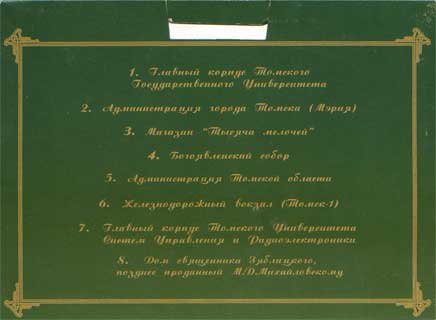 1. Главный корпус Томского
Государственного Университета
2. Администрация города Томска (Мэрия)
3. Магазин "Тысяча мелочей"
4. Богоявленский собор
5. Администрация Томской области
6. Железнодорожный вокзал (Томск-1)
7. Главный корпус Томского Университета
Систем Управления и Радиоэлектроники
8. Дом священника Зяблицкого,
позднее проданный М/Д.Михайловскому